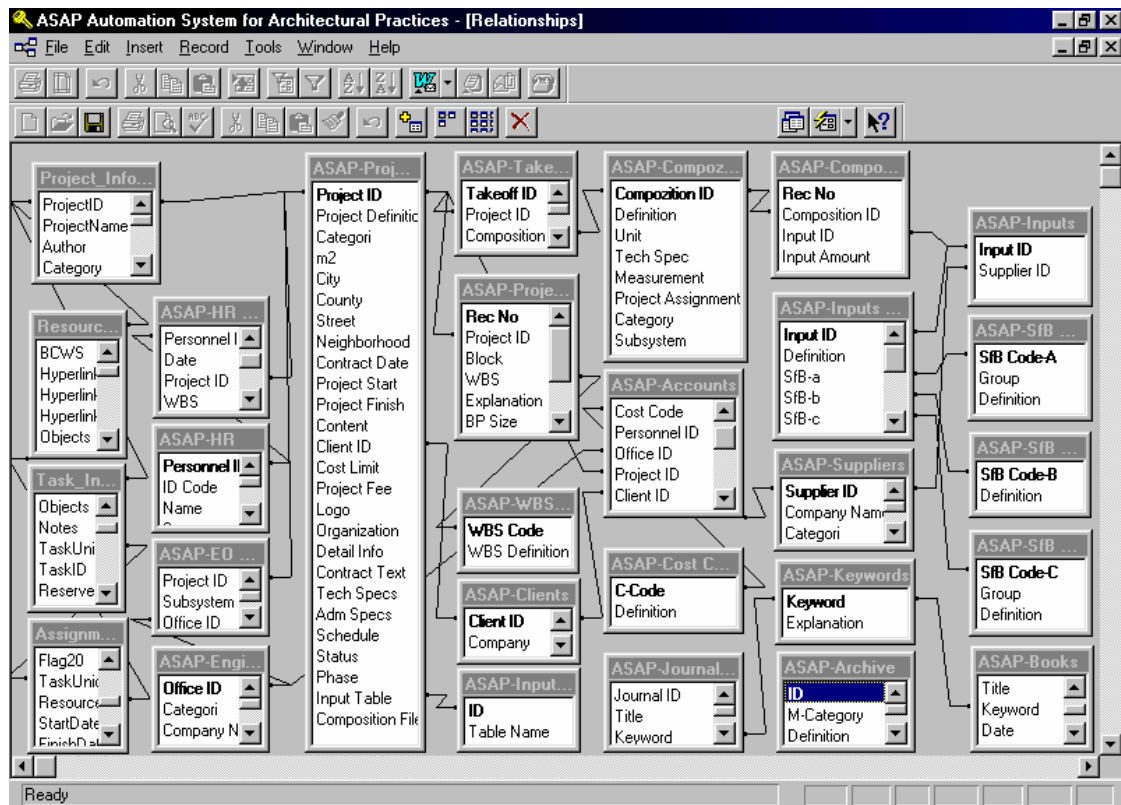 ASAP Automation System for Architectural Practices - [Relationships]
File Edit Insert Record Tools Window Help
Project_Info...
ProjectID
ProjectName
Author
Category
Resourc...
BCWS
Hyperlink
Hyperlink
Hyperlink
Objects
Task_In...
Objects
Notes
TaskUni
TaskID
Reserve
Assignm...
Flag20
TaskUnic
Resource
StartDate
FinishDa
ASAP-HR
Personnel I
Date
Project ID
WBS
ASAP-HR
Personnel II
ID Code
Name
ASAP-EO
Project ID
Subsystem
Office ID
ASAP-Engi...
Office ID
Categori
Company N
ASAP-Proj...
Project ID
Project Definitic
Categori
m2
City
County
Street
Neighborhood
Contract Date
Project Start
Project Finish
Content
Client ID
Cost Limit
Project Fee
Logo
Organization
Detail Info
Contract Text
Tech Specs
Adm Specs
Schedule
Status
Phase
Input Table
Composition File
ASAP-Take...
Takeoff ID
Project ID
Composition
ASAP-Proje...
Rec No
Project ID
Block
WBS
Explanation
BP Size
ASAP-WBS...
WBS Code
WBS Definition
ASAP-Clients
Client ID
Company
ASAP-Input...
ID
Table Name
ASAP-Compoz...
Compozition ID
Definition
Unit
Tech Spec
Measurement
Project Assignment
Category
Subsystem
ASAP-Accounts
Cost Code
Personnel ID
Office ID
Project ID
Client ID
ASAP-Cost C...
C-Code
Definition
ASAP-Journal...
Journal ID
Title
Keyword
ASAP-Compo...
Rec No
Composition ID
Input ID
Input Amount
ASAP-Inputs
Input ID
Definition
SfB-a
SfB-b
SfB-c
ASAP-Suppliers
Supplier ID
Company Name
Categori
ASAP-Keywords
Keyword
Explanation
ASAP-Archive
ID
M-Category
Definition
ASAP-Inputs
Input ID
Supplier ID
ASAP-SfB ...
SfB Code-A
Group
Definition
ASAP-SfB ...
SfB Code-B
Definition
ASAP-SfB ...
SfB Code-C
Group
Definition
ASAP-Books
Title
Keyword
Date
Ready